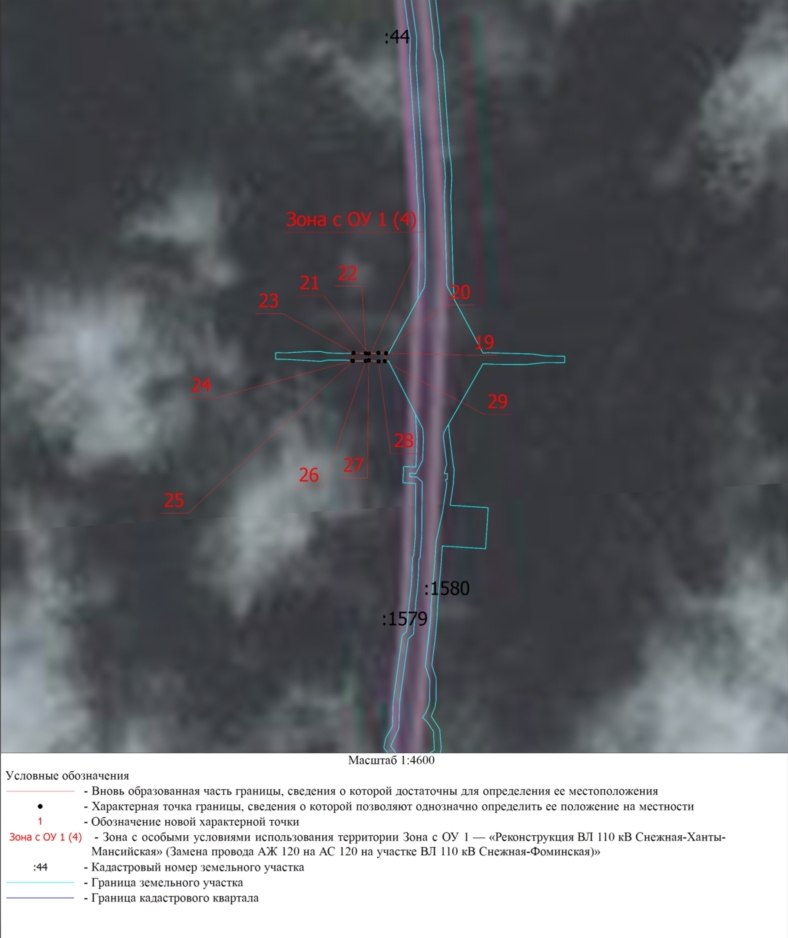 :44
Зона с ОУ 1 (4)
22
21
20
23
19
24
29
28
27
26
25
:1580
:1579
Масштаб 1:4600
Условные обозначения
- Вновь образованная часть границы, сведения о которой достаточны для определения ее местоположения
- Характерная точка границы, сведения о которой позволяют однозначно определить ее положение на местности
1 - Обозначение новой характерной точки
Зона с ОУ 1 (4) - Зона с особыми условиями использования территории Зона с ОУ 1 — «Реконструкция ВЛ 110 кВ Снежная-Ханты-
Мансийская» (Замена провода АЖ 120 на АС 120 на участке ВЛ 110 кВ Снежная-Фоминская)»
:44 - Кадастровый номер земельного участка
- Граница земельного участка
- Граница кадастрового квартала